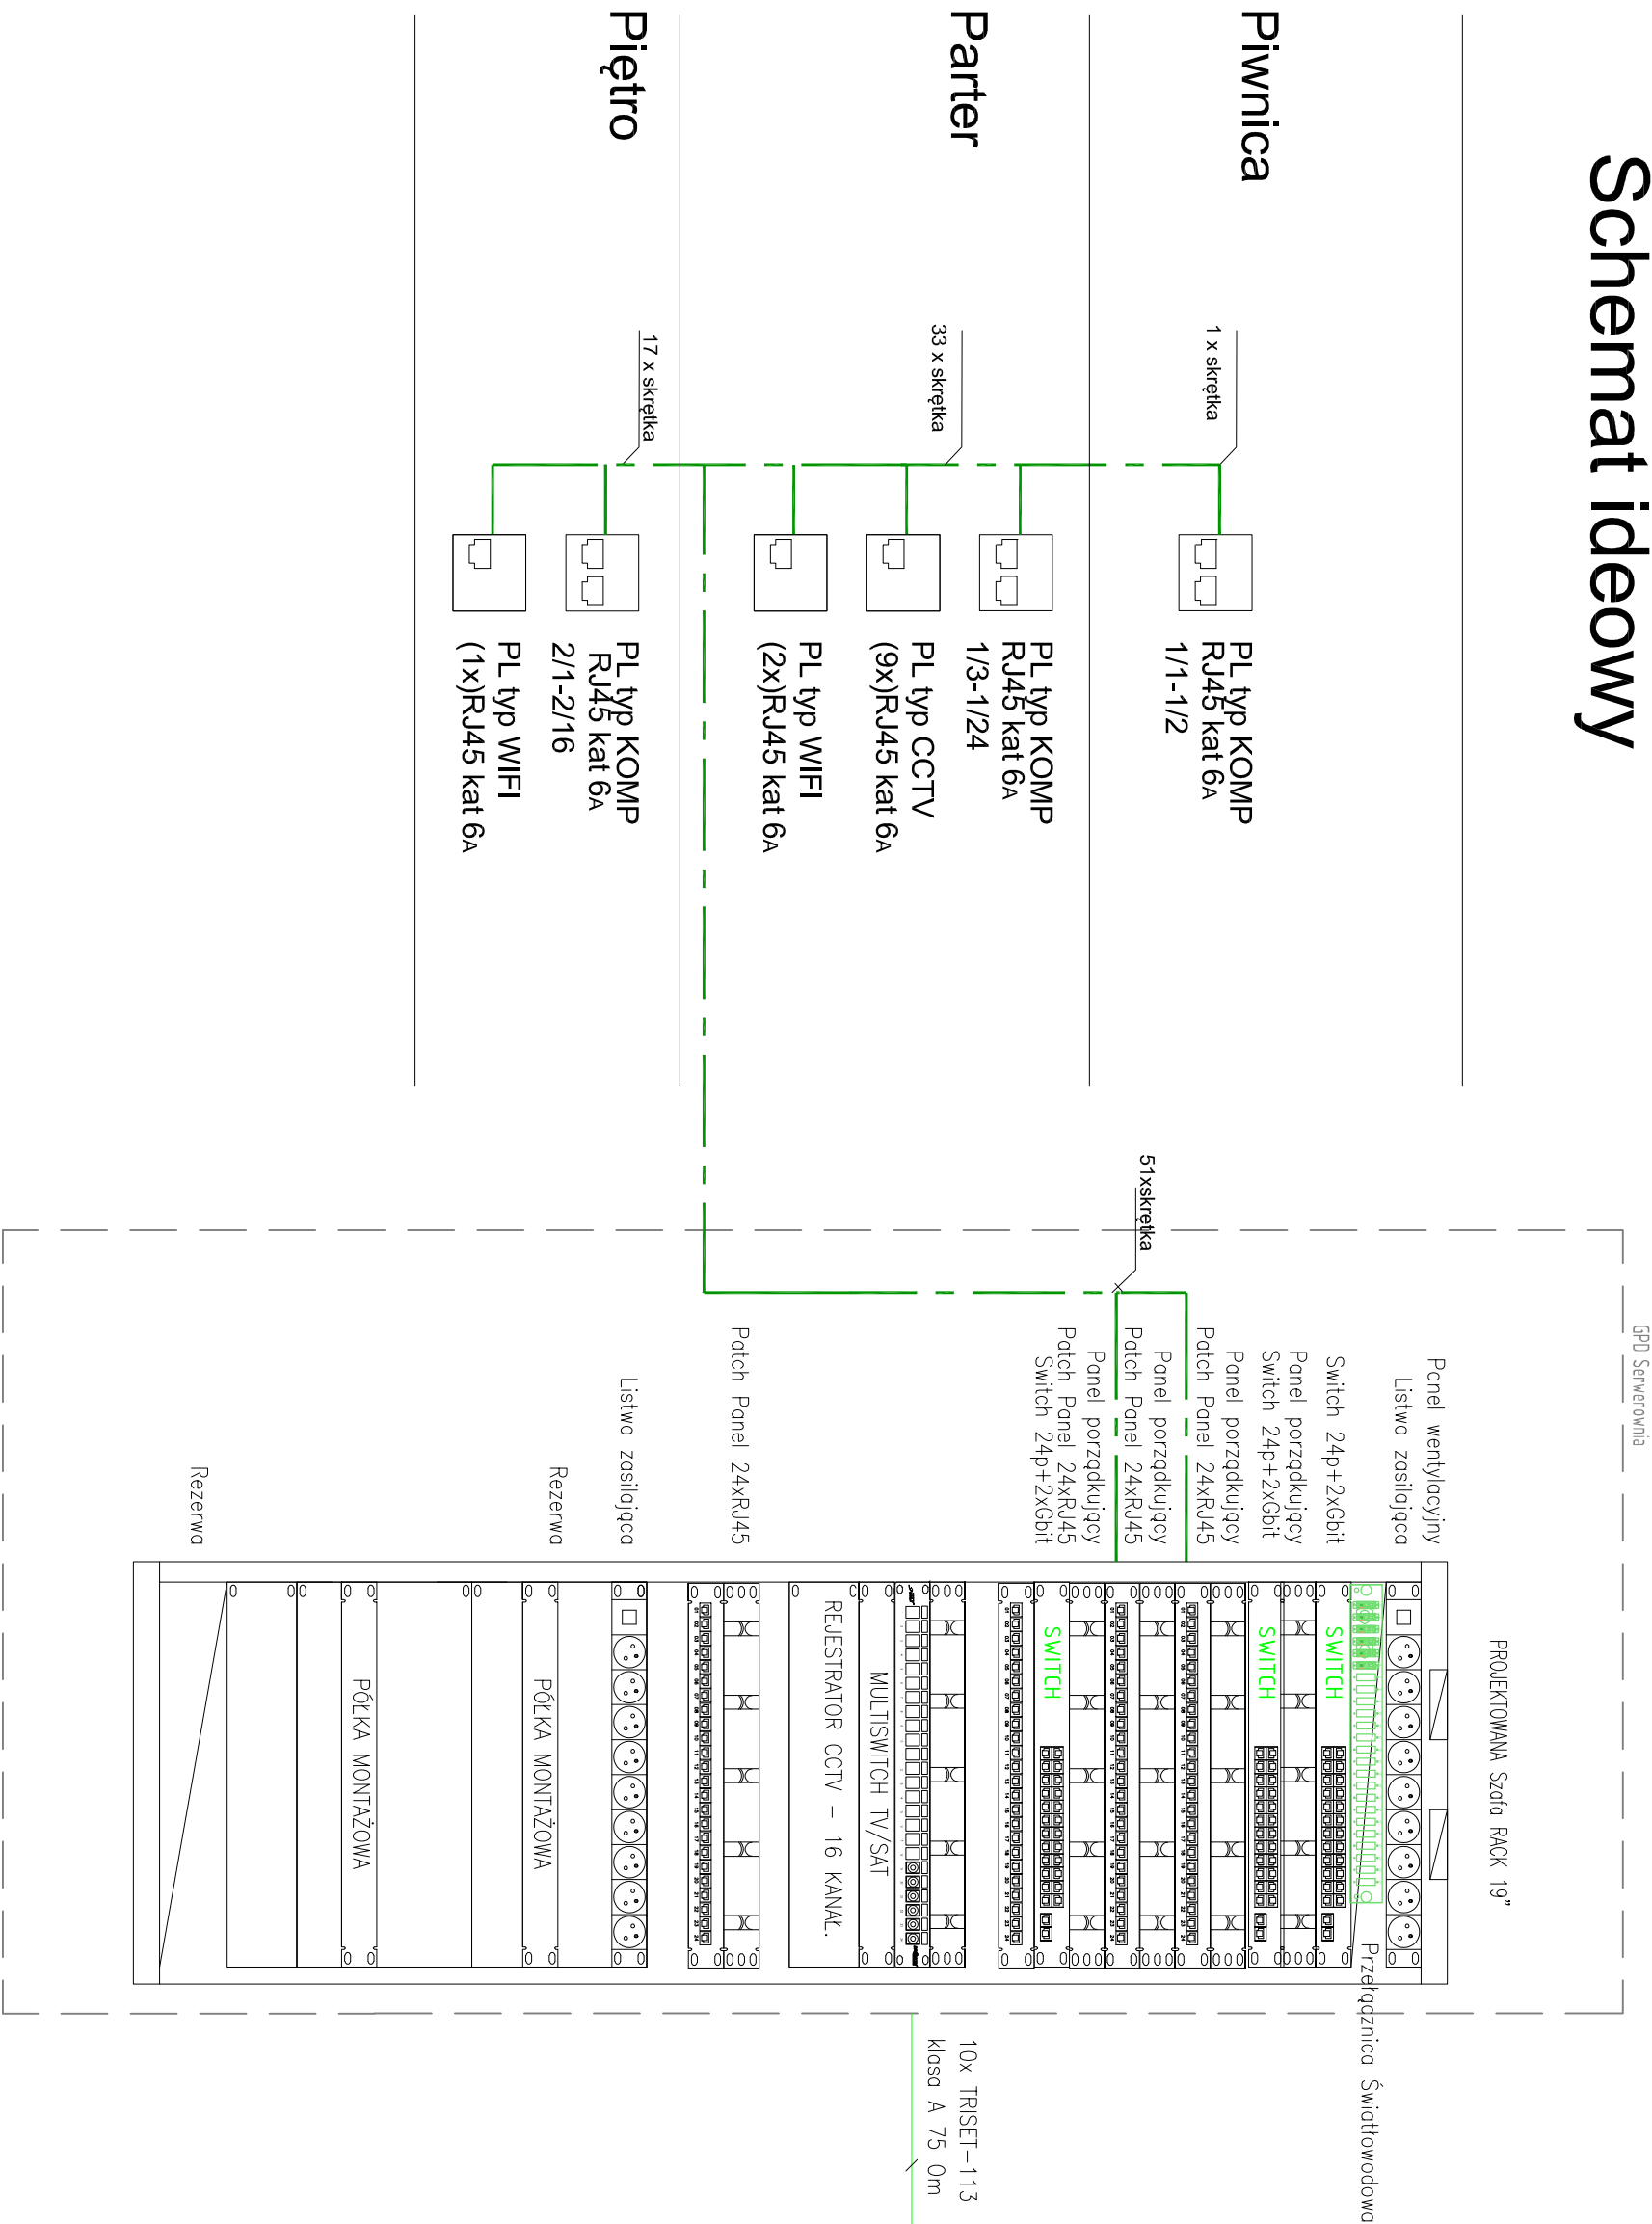 Schemat ideowy
Piwnica
1 x skrętka
PL typ KOMP
RJ45 kat 6A
1/1-1/2
Parter
33 x skrętka
PL typ KOMP
RJ45 kat 6A
1/3-1/24
PL typ CCTV
(9x)RJ45 kat 6A
PL typ WIFI
(2x)RJ45 kat 6A
Piętro
17 x skrętka
PL typ KOMP
RJ45 kat 6A
2/1-2/16
PL typ WIFI
(1x)RJ45 kat 6A
51xskrętka
GPD Serwerownia
PROJEKTOWANA Szafa RACK 19"
Panel wentylacyjny
Listwa zasilająca
Przełącznica Światłowodowa
Switch 24p+2xGbit
SWITCH
Panel porządkujący
Switch 24p+2xGbit
SWITCH
Panel porządkujący
Patch Panel 24xRJ45
Panel porządkujący
Patch Panel 24xRJ45
Panel porządkujący
Patch Panel 24xRJ45
Switch 24p+2xGbit
SWITCH
MULTISWITCH TV/SAT
REJESTRATOR CCTV - 16 KANAŁ.
Patch Panel 24xRJ45
Listwa zasilająca
Rezerwa
PÓŁKA MONTAŻOWA
PÓŁKA MONTAŻOWA
Rezerwa
10x TRISET-113
klasa A 75 Om